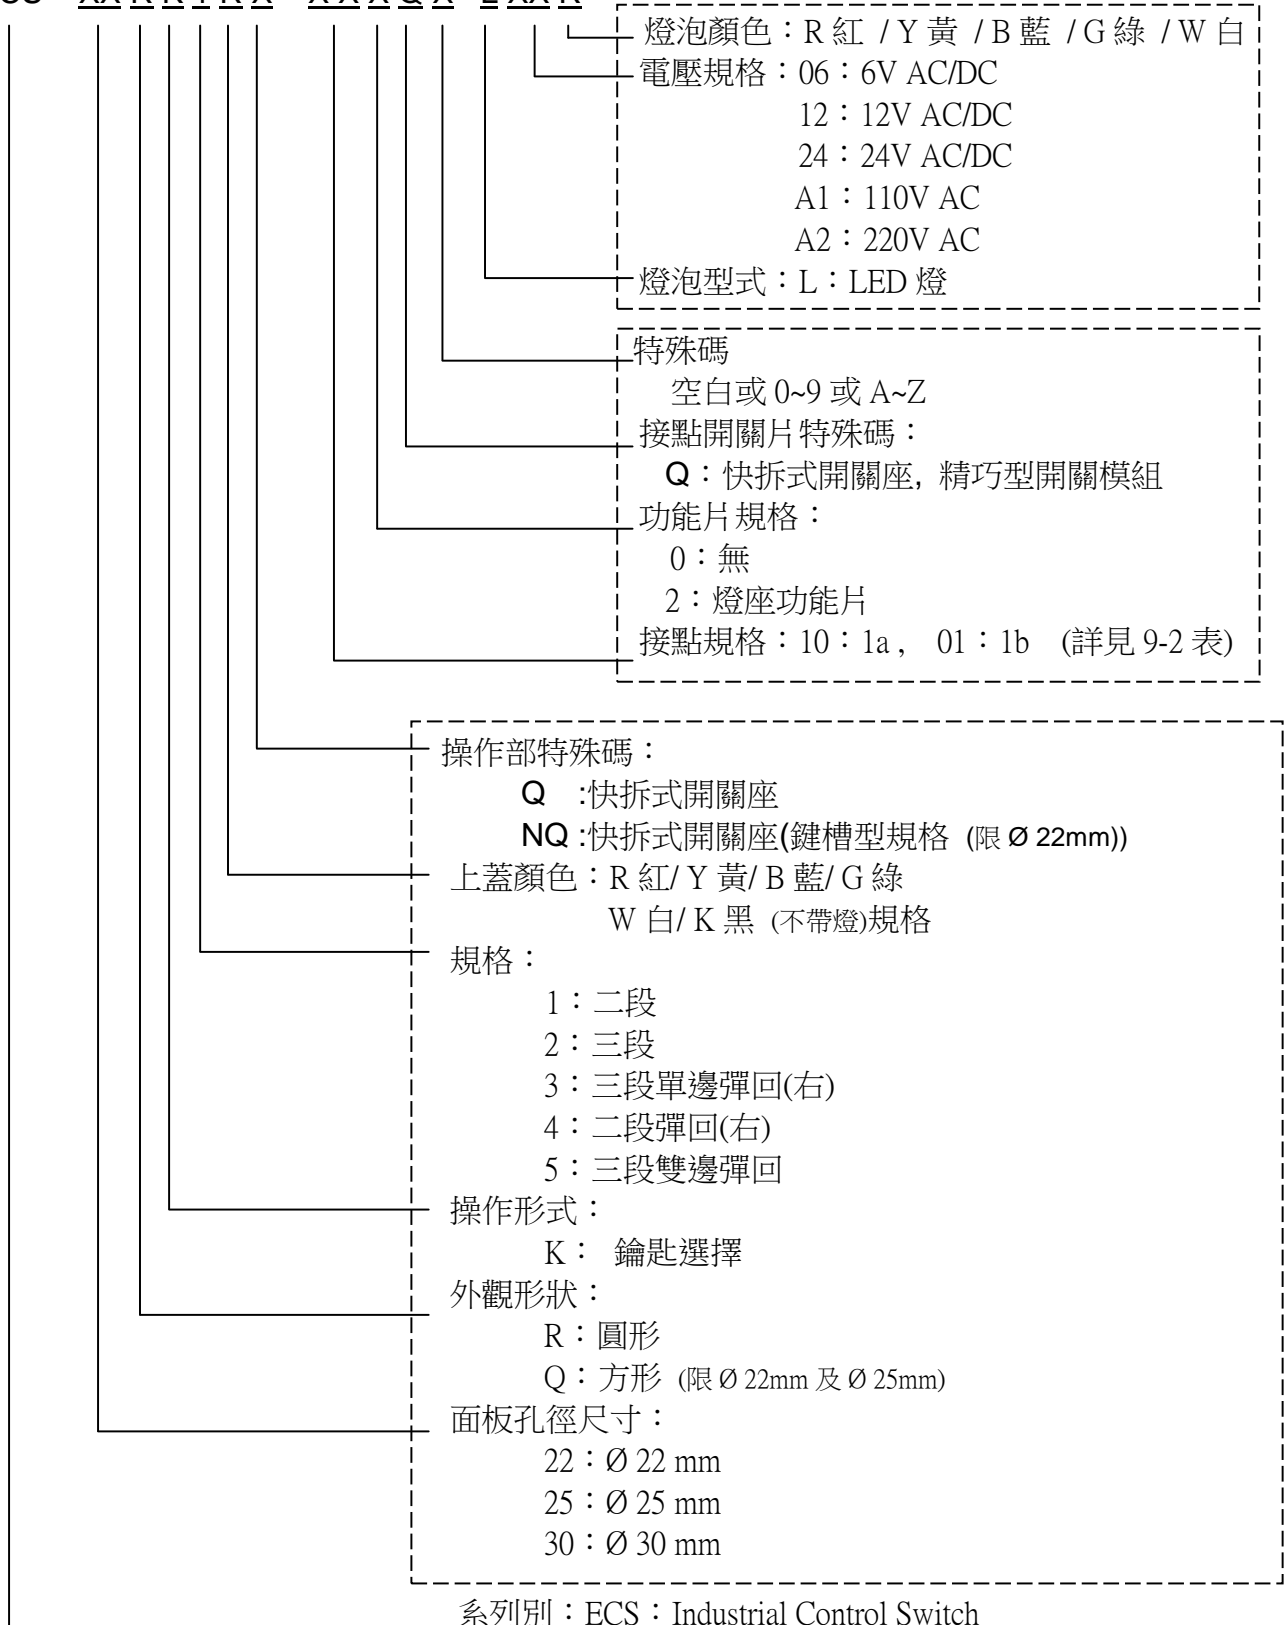 燈泡顏色：R 紅 / Y 黃 / B 藍 / G 綠 / W 白
電壓規格：06：6V AC/DC
12：12V AC/DC
24：24V AC/DC
A1：110V AC
A2：220V AC
燈泡型式：L：LED 燈
特殊碼
空白或 0~9 或 A~Z
接點開關片特殊碼：
Q：快拆式開關座, 精巧型開關模組
功能片規格：
0：無
2：燈座功能片
接點規格：10：1a , 01：1b (詳見 9-2 表)
操作部特殊碼：
Q :快拆式開關座
NQ :快拆式開關座(鍵槽型規格 (限 Ø 22mm))
上蓋顏色：R 紅/ Y 黃/ B 藍/ G 綠
W 白/ K 黑 (不帶燈)規格
規格：
1：二段
2：三段
3：三段單邊彈回(右)
4：二段彈回(右)
5：三段雙邊彈回
操作形式：
K： 鑰匙選擇
外觀形狀：
R：圓形
Q：方形 (限 Ø 22mm 及 Ø 25mm)
面板孔徑尺寸：
22：Ø 22 mm
25：Ø 25 mm
30：Ø 30 mm
系列別：ECS：Industrial Control Switch